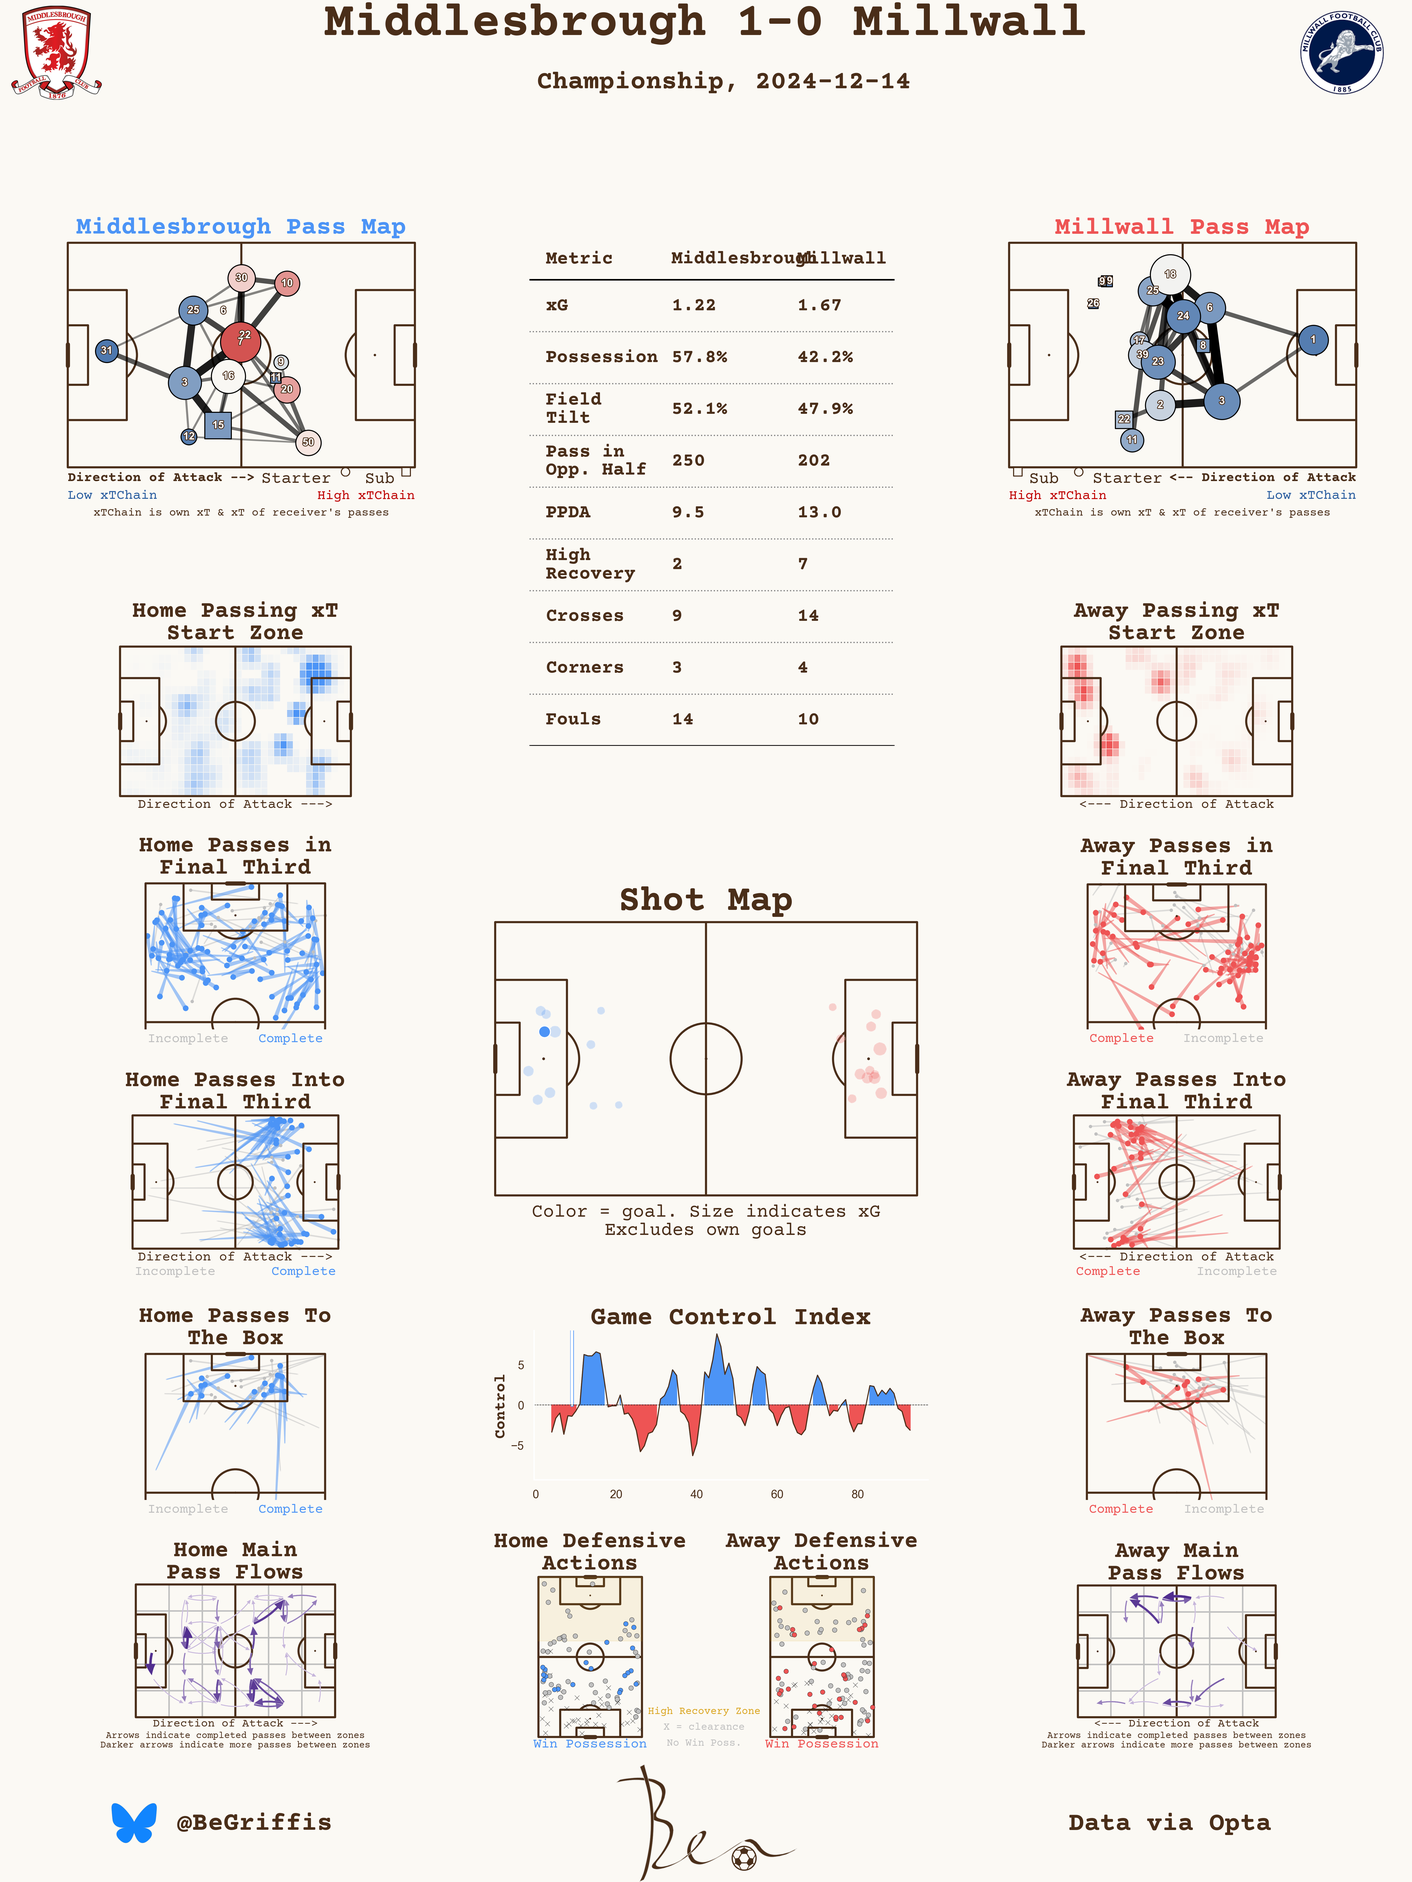 Middlesbrough 1-0 Millwall
Championship, 2024-12-14
MIDDLESBROUGH
FOOTBALL CLUB
1876
MILLWALL FOOTBALL CLUB
1885
Middlesbrough Pass Map
30
10
25
6
22
7
31
9
11
16
3
20
15
12
50
Direction of Attack --> Starter Sub
Low xTChain High xTChain
xTChain is own xT & xT of receiver's passes
Metric Middlesbrough Millwall
xG 1.22 1.67
Possession 57.8% 42.2%
Field
Tilt 52.1% 47.9%
Pass in
Opp. Half 250 202
PPDA 9.5 13.0
High
Recovery 2 7
Crosses 9 14
Corners 3 4
Fouls 14 10
Millwall Pass Map
18
19
25
26
6
24
17
8
1
39
23
2
3
22
11
Sub Starter <-- Direction of Attack
High xTChain Low xTChain
xTChain is own xT & xT of receiver's passes
Home Passing xT
Start Zone
Direction of Attack --->
Away Passing xT
Start Zone
<--- Direction of Attack
Home Passes in
Final Third
Incomplete Complete
Away Passes in
Final Third
Complete Incomplete
Shot Map
Color = goal. Size indicates xG
Excludes own goals
Home Passes Into
Final Third
Direction of Attack --->
Incomplete Complete
Away Passes Into
Final Third
<--- Direction of Attack
Complete Incomplete
Home Passes To
The Box
Incomplete Complete
Game Control Index
Control
5
0
−5
0 20 40 60 80
Away Passes To
The Box
Complete Incomplete
Home Main
Pass Flows
Direction of Attack --->
Arrows indicate completed passes between zones
Darker arrows indicate more passes between zones
Home Defensive
Actions
Win Possession
Away Defensive
Actions
Win Possession
High Recovery Zone
X = clearance
No Win Poss.
Away Main
Pass Flows
<--- Direction of Attack
Arrows indicate completed passes between zones
Darker arrows indicate more passes between zones
@BeGriffis
Ben
Data via Opta